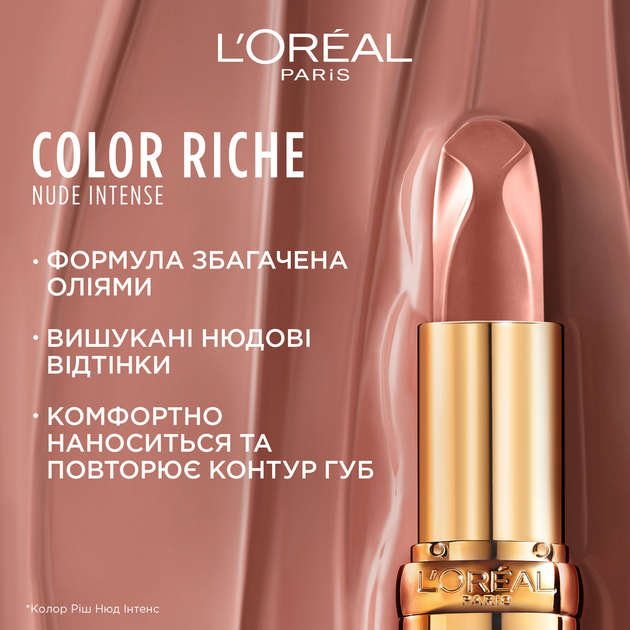 L'ORÉAL
PARiS
COLOR RICHE
NUDE INTENSE
• ФОРМУЛА ЗБАГАЧЕНА
ОЛІЯМИ
• ВИШУКАНІ НЮДОВІ
ВІДТІНКИ
• КОМФОРТНО
НАНОСИТЬСЯ ТА
ПОВТОРЮЄ КОНТУР ГУБ
L'ORÉAL
PARIS
*Колор Ріш Нюд Інтенс